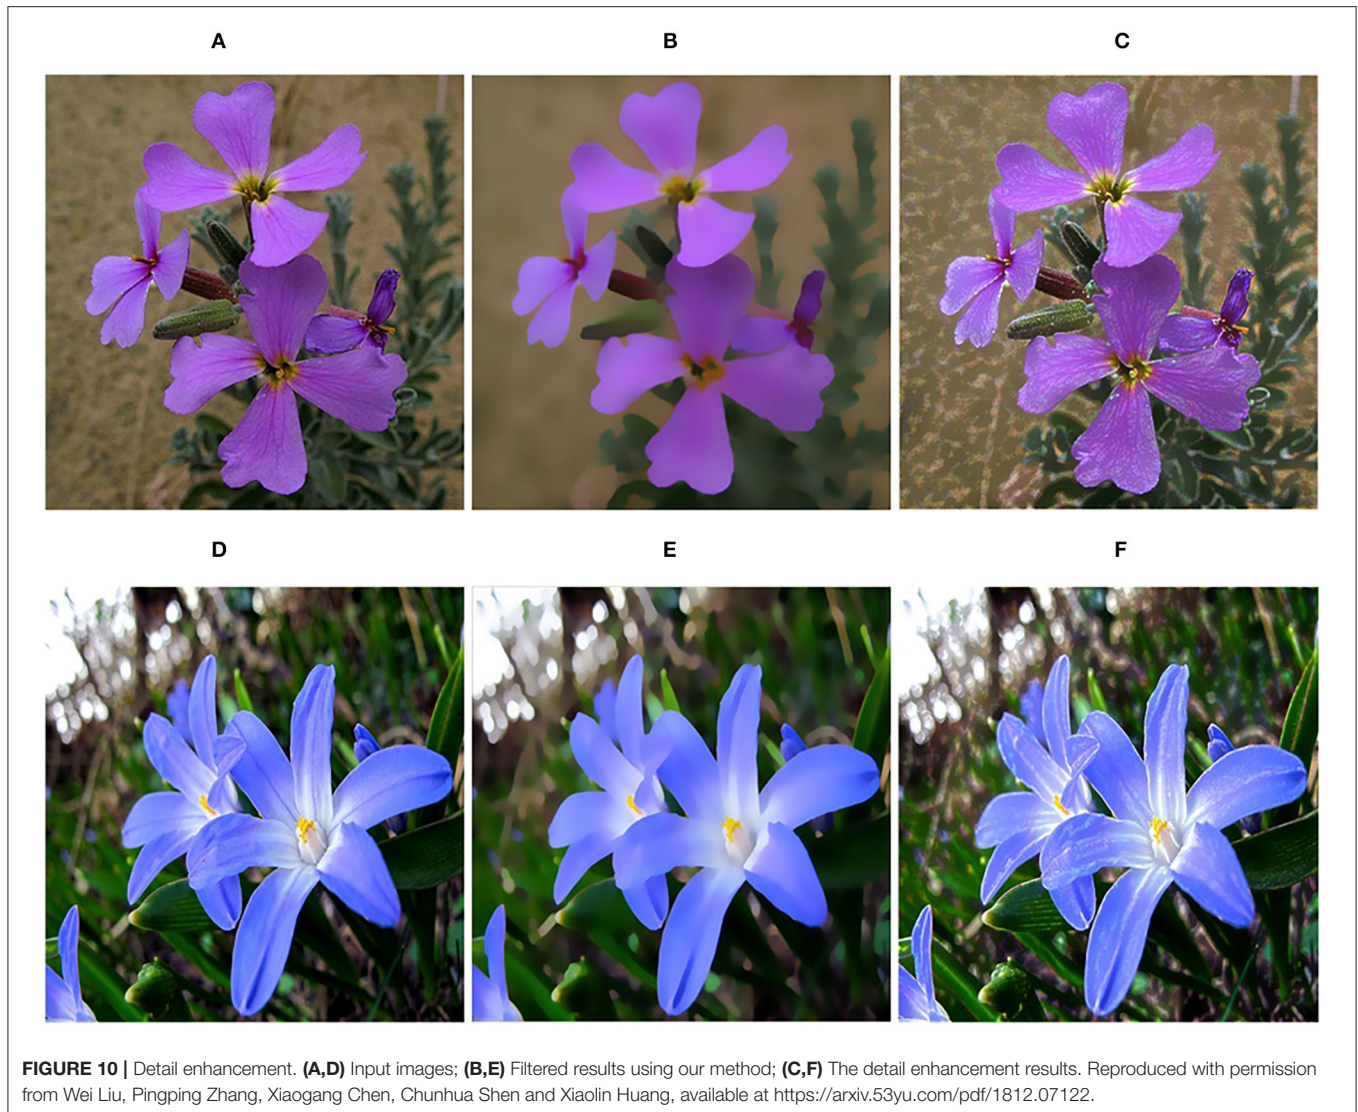 A
B
C
D
E
F
FIGURE 10 | Detail enhancement. (A,D) Input images; (B,E) Filtered results using our method; (C,F) The detail enhancement results. Reproduced with permission
from Wei Liu, Pingping Zhang, Xiaogang Chen, Chunhua Shen and Xiaolin Huang, available at https://arxiv.53yu.com/pdf/1812.07122.